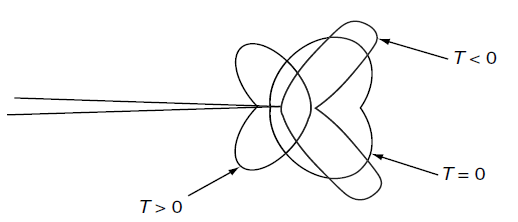 T < 0
T = 0
T > 0